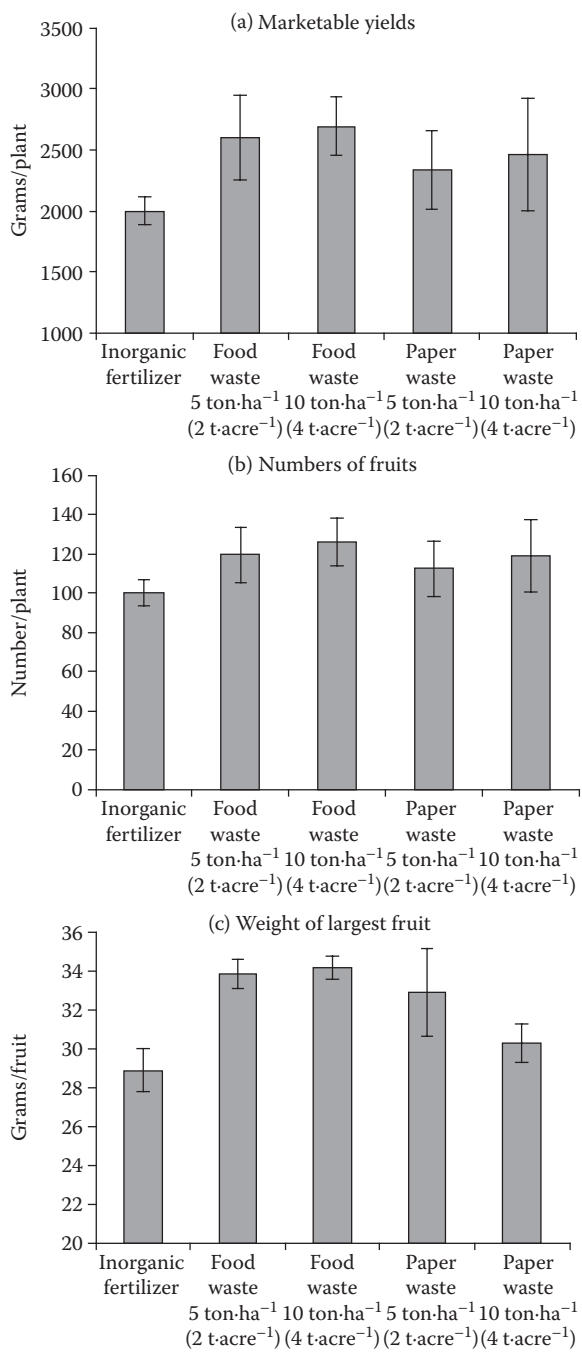 (a) Marketable yields
3500
3000
2500
2000
1500
1000
Grams/plant
Inorganic fertilizer
Food waste 5 ton·ha⁻¹ (2 t·acre⁻¹)
Food waste 10 ton·ha⁻¹ (4 t·acre⁻¹)
Paper waste 5 ton·ha⁻¹ (2 t·acre⁻¹)
Paper waste 10 ton·ha⁻¹ (4 t·acre⁻¹)
(b) Numbers of fruits
160
140
120
100
80
60
40
20
0
Number/plant
Inorganic fertilizer
Food waste 5 ton·ha⁻¹ (2 t·acre⁻¹)
Food waste 10 ton·ha⁻¹ (4 t·acre⁻¹)
Paper waste 5 ton·ha⁻¹ (2 t·acre⁻¹)
Paper waste 10 ton·ha⁻¹ (4 t·acre⁻¹)
(c) Weight of largest fruit
36
34
32
30
28
26
24
22
20
Grams/fruit
Inorganic fertilizer
Food waste 5 ton·ha⁻¹ (2 t·acre⁻¹)
Food waste 10 ton·ha⁻¹ (4 t·acre⁻¹)
Paper waste 5 ton·ha⁻¹ (2 t·acre⁻¹)
Paper waste 10 ton·ha⁻¹ (4 t·acre⁻¹)